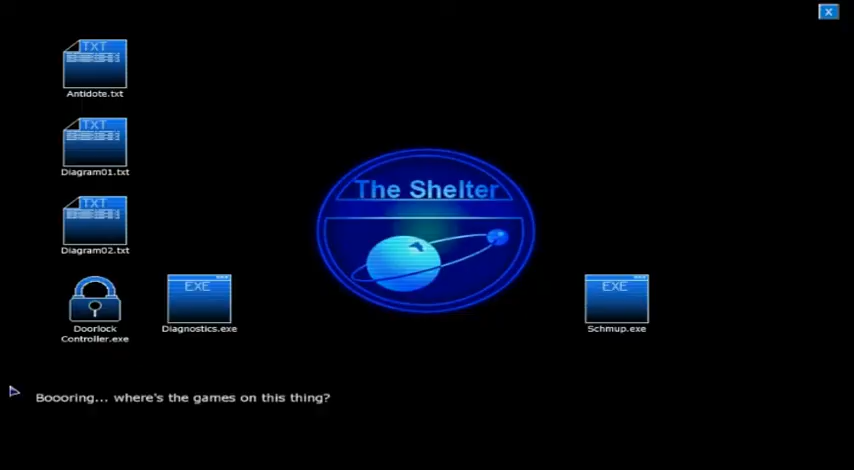 TXT
Antidote.txt
TXT
Diagram01.txt
TXT
Diagram02.txt
The Shelter
Doorlock
Controller.exe
EXE
Diagnostics.exe
EXE
Schmup.exe
Boooring... where's the games on this thing?